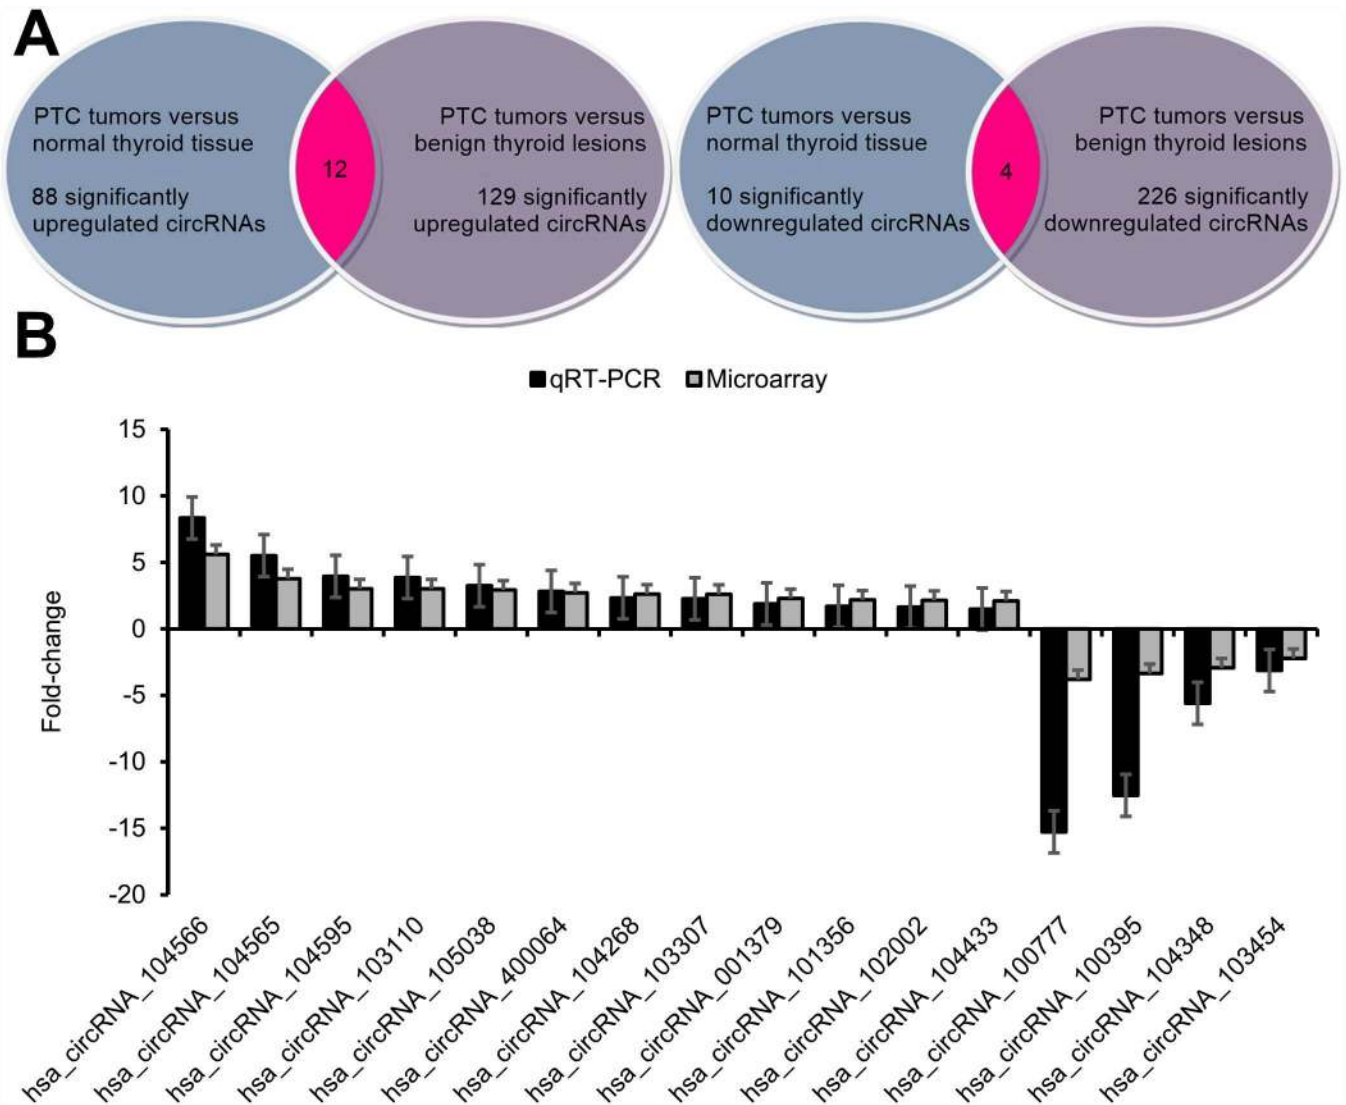 A
PTC tumors versus
normal thyroid tissue
88 significantly
upregulated circRNAs
12
PTC tumors versus
benign thyroid lesions
129 significantly
upregulated circRNAs
PTC tumors versus
normal thyroid tissue
10 significantly
downregulated circRNAs
4
PTC tumors versus
benign thyroid lesions
226 significantly
downregulated circRNAs
B
qRT-PCR
Microarray
Fold-change
15
10
5
0
-5
-10
-15
-20
hsa_circRNA_104566
hsa_circRNA_104565
hsa_circRNA_104595
hsa_circRNA_103110
hsa_circRNA_105038
hsa_circRNA_400064
hsa_circRNA_104268
hsa_circRNA_103307
hsa_circRNA_001379
hsa_circRNA_101356
hsa_circRNA_102002
hsa_circRNA_104433
hsa_circRNA_100777
hsa_circRNA_100395
hsa_circRNA_104348
hsa_circRNA_103454